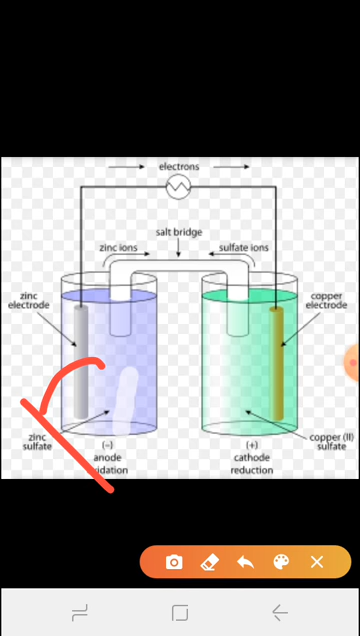 electrons
salt bridge
zinc ions
sulfate ions
zinc
electrode
copper
electrode
zinc
sulfate
(–)
anode
(+)
cathode
reduction
copper (II)
sulfate